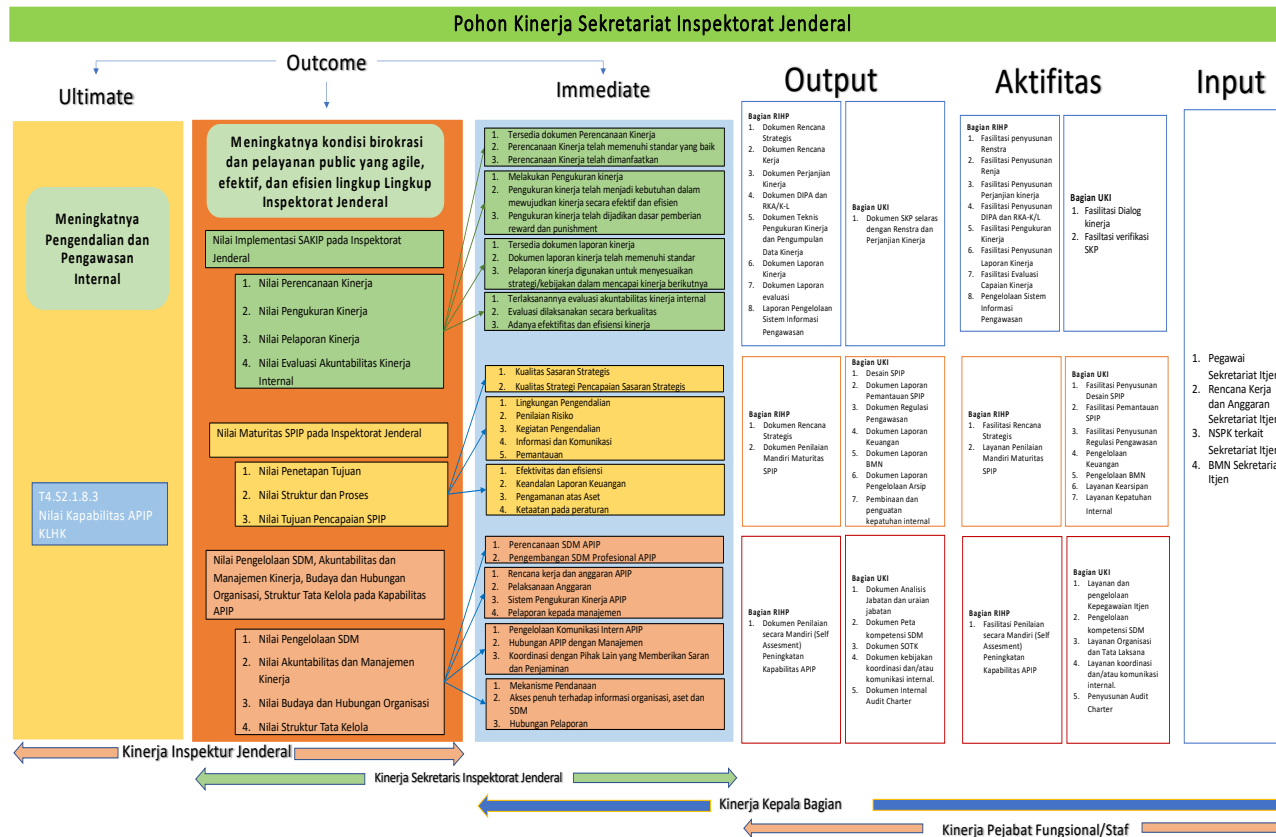 Pohon Kinerja Sekretariat Inspektorat Jenderal
Outcome
Ultimate
Immediate
Output
Aktifitas
Input
Meningkatnya
Pengendalian dan
Pengawasan
Internal
T4.S2.1.8.3
Nilai Kapabilitas APIP
KLHK
Meningkatnya kondisi birokrasi
dan pelayanan public yang agile,
efektif, dan efisien lingkup Lingkup
Inspektorat Jenderal
Nilai Implementasi SAKIP pada Inspektorat
Jenderal
1. Nilai Perencanaan Kinerja
2. Nilai Pengukuran Kinerja
3. Nilai Pelaporan Kinerja
4. Nilai Evaluasi Akuntabilitas Kinerja
Internal
Nilai Maturitas SPIP pada Inspektorat Jenderal
1. Nilai Penetapan Tujuan
2. Nilai Struktur dan Proses
3. Nilai Tujuan Pencapaian SPIP
Nilai Pengelolaan SDM, Akuntabilitas dan
Manajemen Kinerja, Budaya dan Hubungan
Organisasi, Struktur Tata Kelola pada Kapabilitas
APIP
1. Nilai Pengelolaan SDM
2. Nilai Akuntabilitas dan Manajemen
Kinerja
3. Nilai Budaya dan Hubungan Organisasi
4. Nilai Struktur Tata Kelola
1. Tersedia dokumen Perencanaan Kinerja
2. Perencanaan Kinerja telah memenuhi standar yang baik
3. Perencanaan Kinerja telah dimanfaatkan
1. Melakukan Pengukuran kinerja
2. Pengukuran kinerja telah menjadi kebutuhan dalam
mewujudkan kinerja secara efektif dan efisien
3. Pengukuran kinerja telah dijadikan dasar pemberian
reward dan punishment
1. Tersedia dokumen laporan kinerja
2. Dokumen laporan kinerja telah memenuhi standar
3. Pelaporan kinerja digunakan untuk menyesuaikan
strategi/kebijakan dalam mencapai kinerja berikutnya
1. Terlaksanannya evaluasi akuntabilitas kinerja internal
2. Evaluasi dilaksanakan secara berkualitas
3. Adanya efektifitas dan efisiensi kinerja
1. Kualitas Sasaran Strategis
2. Kualitas Strategi Pencapaian Sasaran Strategis
1. Lingkungan Pengendalian
2. Penilaian Risiko
3. Kegiatan Pengendalian
4. Informasi dan Komunikasi
5. Pemantauan
1. Efektivitas dan efisiensi
2. Keandalan Laporan Keuangan
3. Pengamanan atas Aset
4. Ketaatan pada peraturan
1. Perencanaan SDM APIP
2. Pengembangan SDM Profesional APIP
1. Rencana kerja dan anggaran APIP
2. Pelaksanaan Anggaran
3. Sistem Pengukuran Kinerja APIP
4. Pelaporan kepada manajemen
1. Pengelolaan Komunikasi Intern APIP
2. Hubungan APIP dengan Manajemen
3. Koordinasi dengan Pihak Lain yang Memberikan Saran
dan Penjaminan
1. Mekanisme Pendanaan
2. Akses penuh terhadap informasi organisasi, aset dan
SDM
3. Hubungan Pelaporan
Bagian RIHP
1. Dokumen Rencana
Strategis
2. Dokumen Rencana
Kerja
3. Dokumen Perjanjian
Kinerja
4. Dokumen DIPA dan
RKA/K-L
5. Dokumen Teknis
Pengukuran Kinerja
dan Pengumpulan
Data Kinerja
6. Dokumen Laporan
Kinerja
7. Dokumen Laporan
evaluasi
8. Laporan Pengelolaan
Sistem Informasi
Pengawasan
Bagian UKI
1. Dokumen SKP selaras
dengan Renstra dan
Perjanjian Kinerja
Bagian RIHP
1. Fasilitasi penyusunan
Renstra
2. Fasilitasi Penyusunan
Renja
3. Fasilitasi Penyusunan
Perjanjian kinerja
4. Fasilitasi Penyusunan
DIPA dan RKA-K/L
5. Fasilitasi Pengukuran
Kinerja
6. Fasilitasi Penyusunan
Laporan Kinerja
7. Fasilitasi Evaluasi
Capaian Kinerja
8. Pengelolaan Sistem
Informasi
Pengawasan
Bagian UKI
1. Fasilitasi Dialog
kinerja
2. Fasiltasi verifikasi
SKP
Bagian RIHP
1. Dokumen Rencana
Strategis
2. Dokumen Penilaian
Mandiri Maturitas
SPIP
Bagian UKI
1. Desain SPIP
2. Dokumen Laporan
Pemantauan SPIP
3. Dokumen Regulasi
Pengawasan
4. Dokumen Laporan
Keuangan
5. Dokumen Laporan
BMN
6. Dokumen Laporan
Pengelolaan Arsip
7. Pembinaan dan
penguatan
kepatuhan internal
Bagian RIHP
1. Fasilitasi Rencana
Strategis
2. Layanan Penilaian
Mandiri Maturitas
SPIP
Bagian UKI
1. Fasilitasi Penyusunan
Desain SPIP
2. Fasilitasi Pemantauan
SPIP
3. Fasilitasi Penyusunan
Regulasi Pengawasan
4. Pengelolaan
Keuangan
5. Pengelolaan BMN
6. Layanan Kearsipan
7. Layanan Kepatuhan
Internal
Bagian RIHP
1. Dokumen Penilaian
secara Mandiri (Self
Assesment)
Peningkatan
Kapabilitas APIP
Bagian UKI
1. Dokumen Analisis
Jabatan dan uraian
jabatan
2. Dokumen Peta
kompetensi SDM
3. Dokumen SOTK
4. Dokumen kebijakan
koordinasi dan/atau
komunikasi internal.
5. Dokumen Internal
Audit Charter
Bagian RIHP
1. Fasilitasi Penilaian
secara Mandiri (Self
Assesment)
Peningkatan
Kapabilitas APIP
Bagian UKI
1. Layanan dan
pengelolaan
Kepegawaian Itjen
2. Pengelolaan
kompetensi SDM
3. Layanan Organisasi
dan Tata Laksana
4. Layanan koordinasi
dan/atau komunikasi
internal.
5. Penyusunan Audit
Charter
1. Pegawai
Sekretariat Itjen
2. Rencana Kerja
dan Anggaran
Sekretariat Itjen
3. NSPK terkait
Sekretariat Itjen
4. BMN Sekretariat
Itjen
Kinerja Inspektur Jenderal
Kinerja Sekretaris Inspektorat Jenderal
Kinerja Kepala Bagian
Kinerja Pejabat Fungsional/Staf